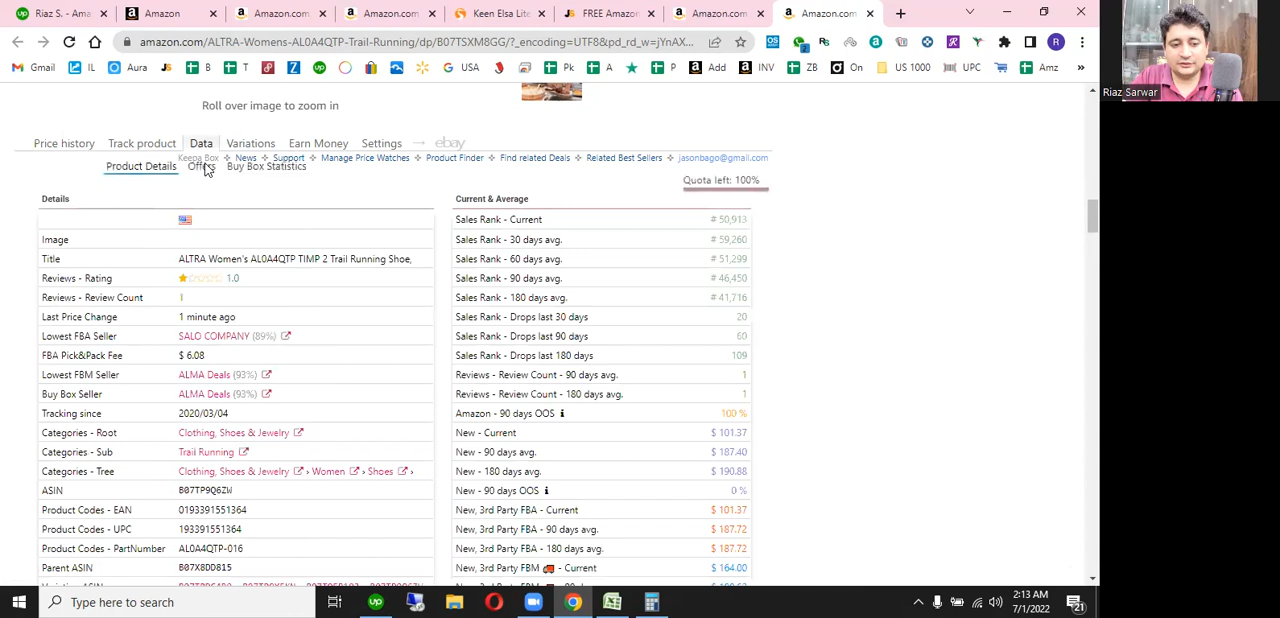 Riaz S. - Am
Amazon
Amazon.com
Amazon.com
Keen Elsa Lite
FREE Amazon
Amazon.com
Amazon.com
amazon.com/ALTRA-Womens-AL0A4QTP-Trail-Running/dp/B07TSXM8GG/?_encoding=UTF8&pd_rd_w=jYnAX...
Gmail IL Aura B T USA Pk A P Add INV ZB On US 1000 UPC Amz »
Riaz Sarwar
Roll over image to zoom in
Price history Track product Data Variations Earn Money Settings ebay
Keepa Box News Support Manage Price Watches Product Finder Find related Deals Related Best Sellers jasonbago@gmail.com
Product Details Offers Buy Box Statistics
Quota left: 100%
Details Current & Average
Sales Rank - Current # 50,913
Image Sales Rank - 30 days avg. # 59,260
Title ALTRA Women's AL0A4QTP TIMP 2 Trail Running Shoe, Sales Rank - 60 days avg. # 51,299
Reviews - Rating 1.0 Sales Rank - 90 days avg. # 46,450
Reviews - Review Count 1 Sales Rank - 180 days avg. # 41,716
Last Price Change 1 minute ago Sales Rank - Drops last 30 days 20
Lowest FBA Seller SALO COMPANY (89%) Sales Rank - Drops last 90 days 60
FBA Pick&Pack Fee $ 6.08 Sales Rank - Drops last 180 days 109
Lowest FBM Seller ALMA Deals (93%) Reviews - Review Count - 90 days avg. 1
Buy Box Seller ALMA Deals (93%) Reviews - Review Count - 180 days avg. 1
Tracking since 2020/03/04 Amazon - 90 days OOS 100 %
Categories - Root Clothing, Shoes & Jewelry New - Current $ 101.37
Categories - Sub Trail Running New - 90 days avg. $ 187.40
Categories - Tree Clothing, Shoes & Jewelry › Women › Shoes › New - 180 days avg. $ 190.88
ASIN B07TP9Q6ZW New - 90 days OOS 0 %
Product Codes - EAN 0193391551364 New, 3rd Party FBA - Current $ 101.37
Product Codes - UPC 193391551364 New, 3rd Party FBA - 90 days avg. $ 187.72
Product Codes - PartNumber AL0A4QTP-016 New, 3rd Party FBA - 180 days avg. $ 187.72
Parent ASIN B07X8DD815 New, 3rd Party FBM - Current $ 164.00
Type here to search
2:13 AM
7/1/2022
21